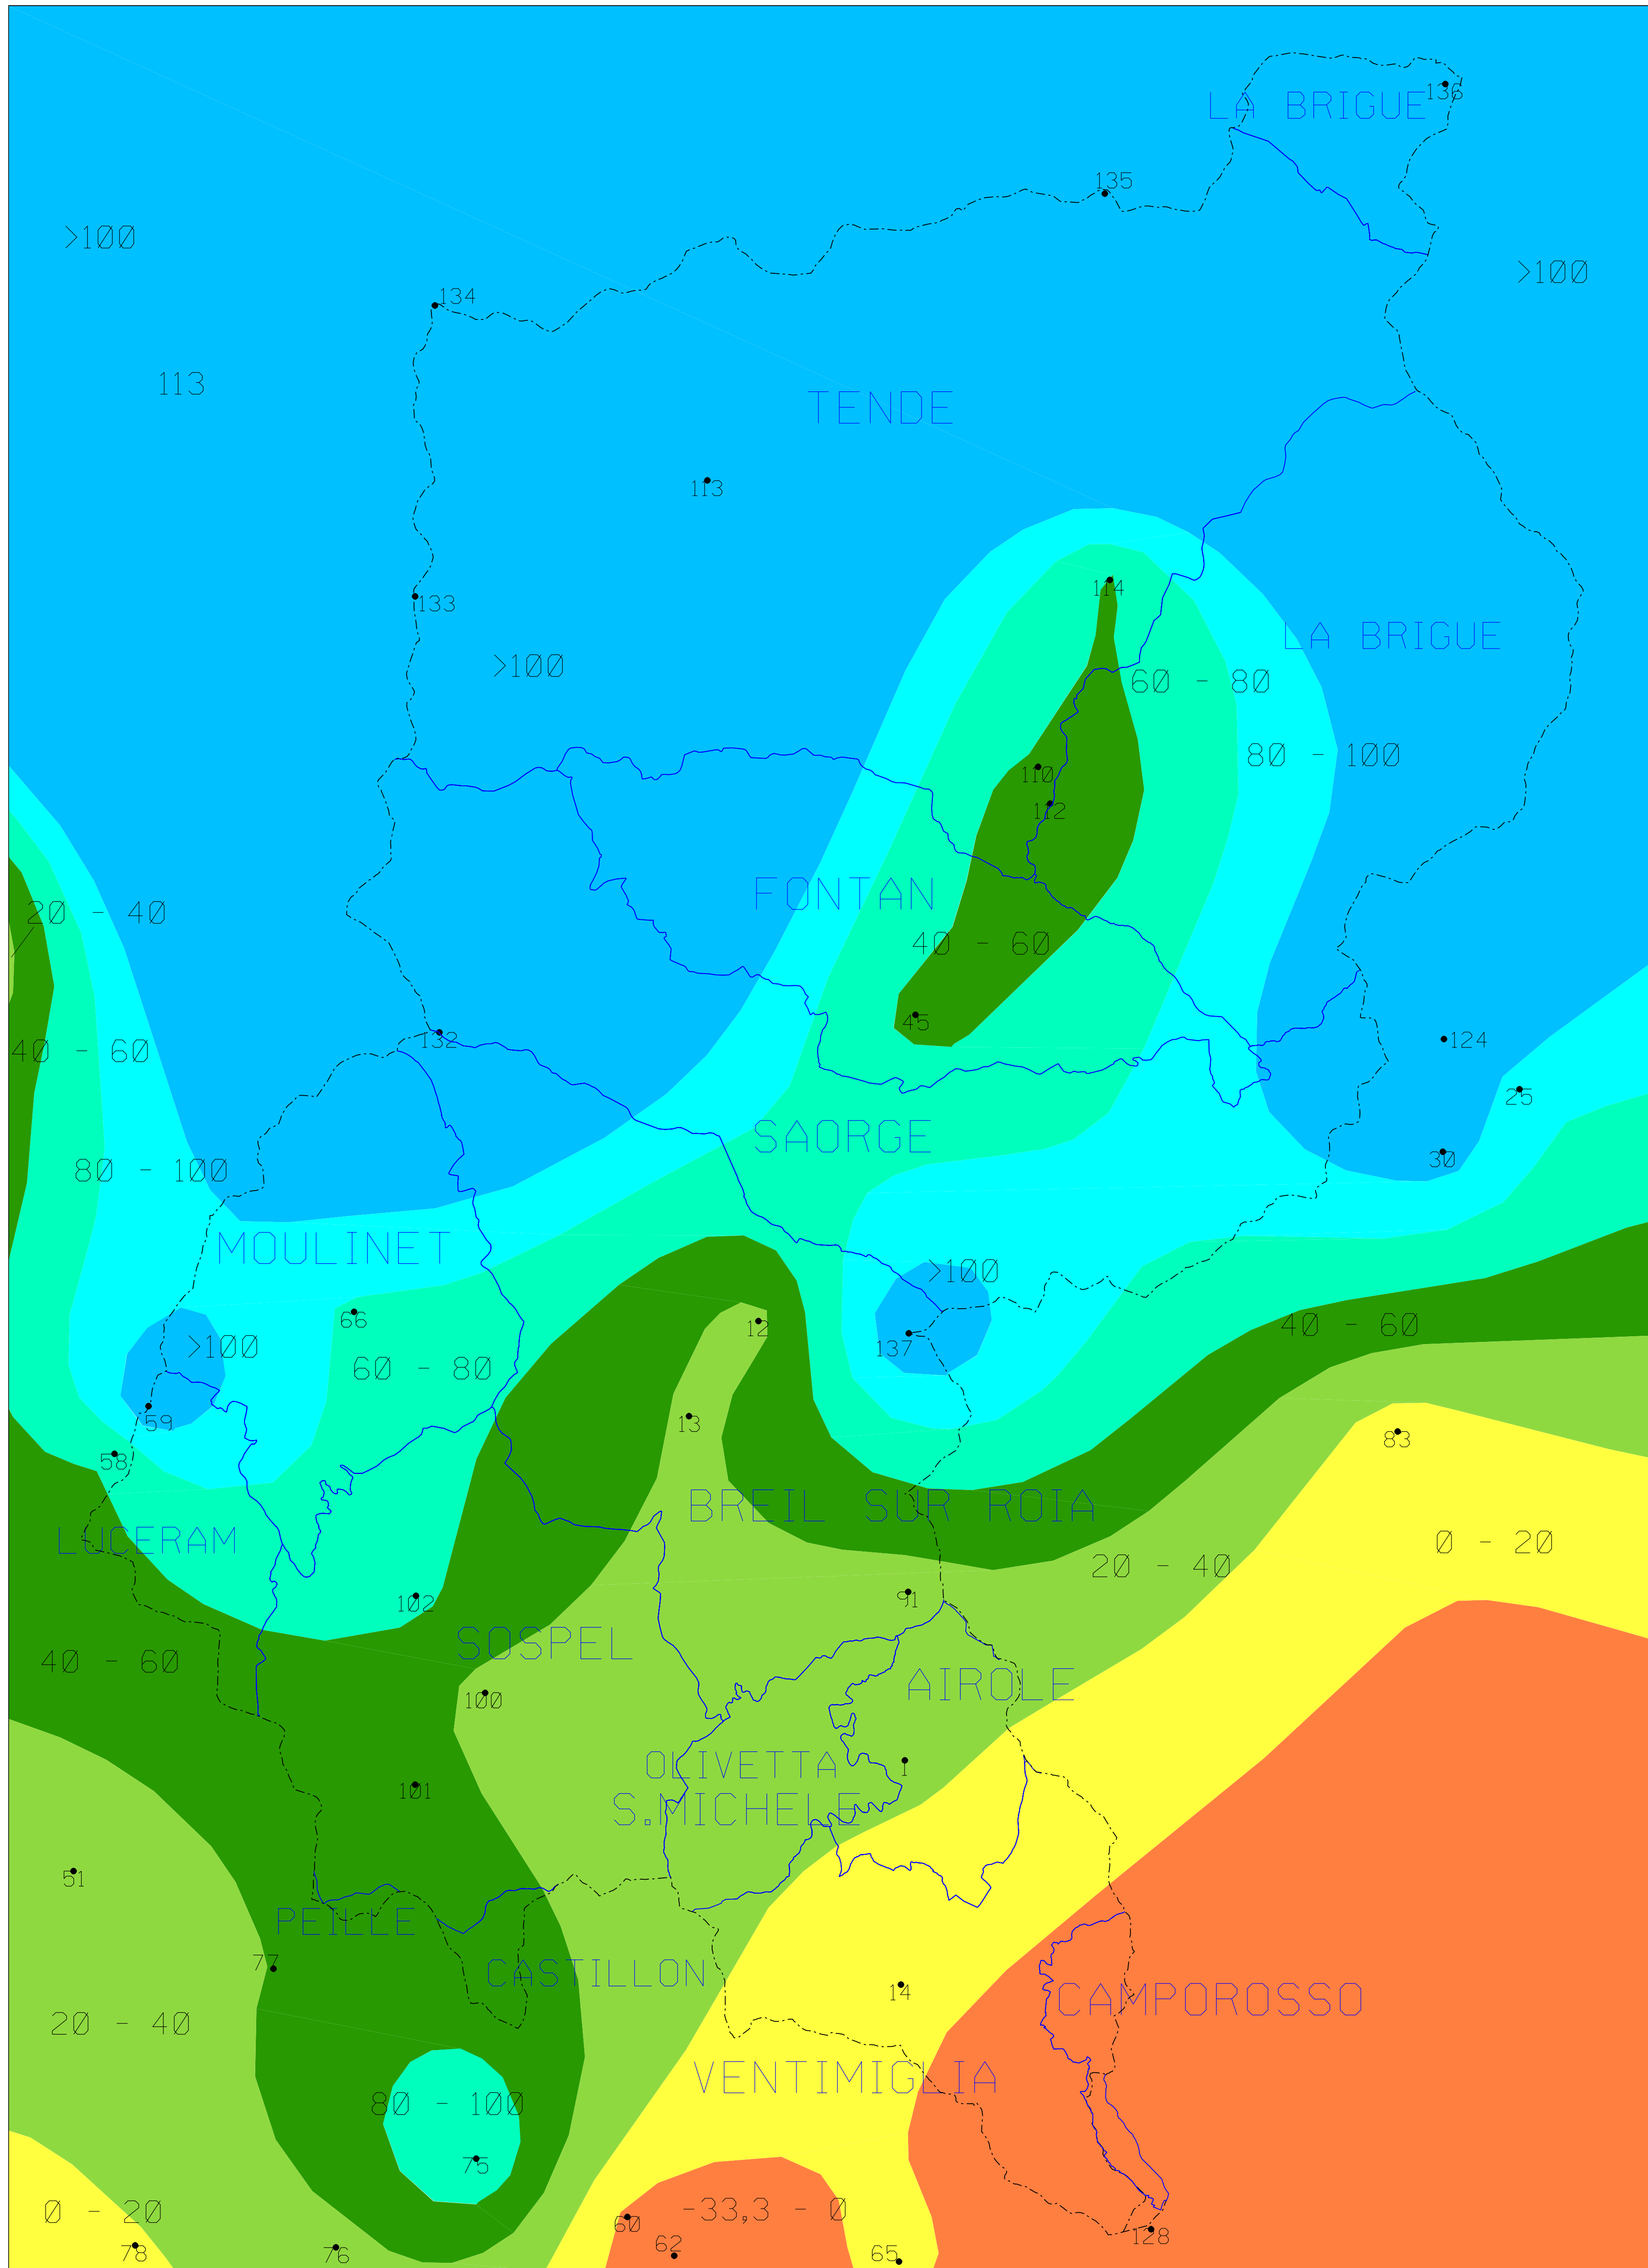 LA BRIGUE
136
135
>100
>100
134
113
TENDE
113
114
133
LA BRIGUE
>100
60 - 80
80 - 100
110
112
FONTAN
20 - 40
40 - 60
45
132
124
40 - 60
25
SAORGE
30
80 - 100
MOULINET
>100
66
12
40 - 60
137
>100
60 - 80
59
13
83
58
BREIL SUR ROIA
LUCERAM
0 - 20
20 - 40
102
91
SOSPEL
40 - 60
AIROLE
100
OLIVETTA
1
101
S.MICHELE
51
PEILLE
77
CASTILLON
14
CAMPOROSSO
20 - 40
VENTIMIGLIA
80 - 100
75
0 - 20
-33,3 - 0
60
128
62
78
76
65